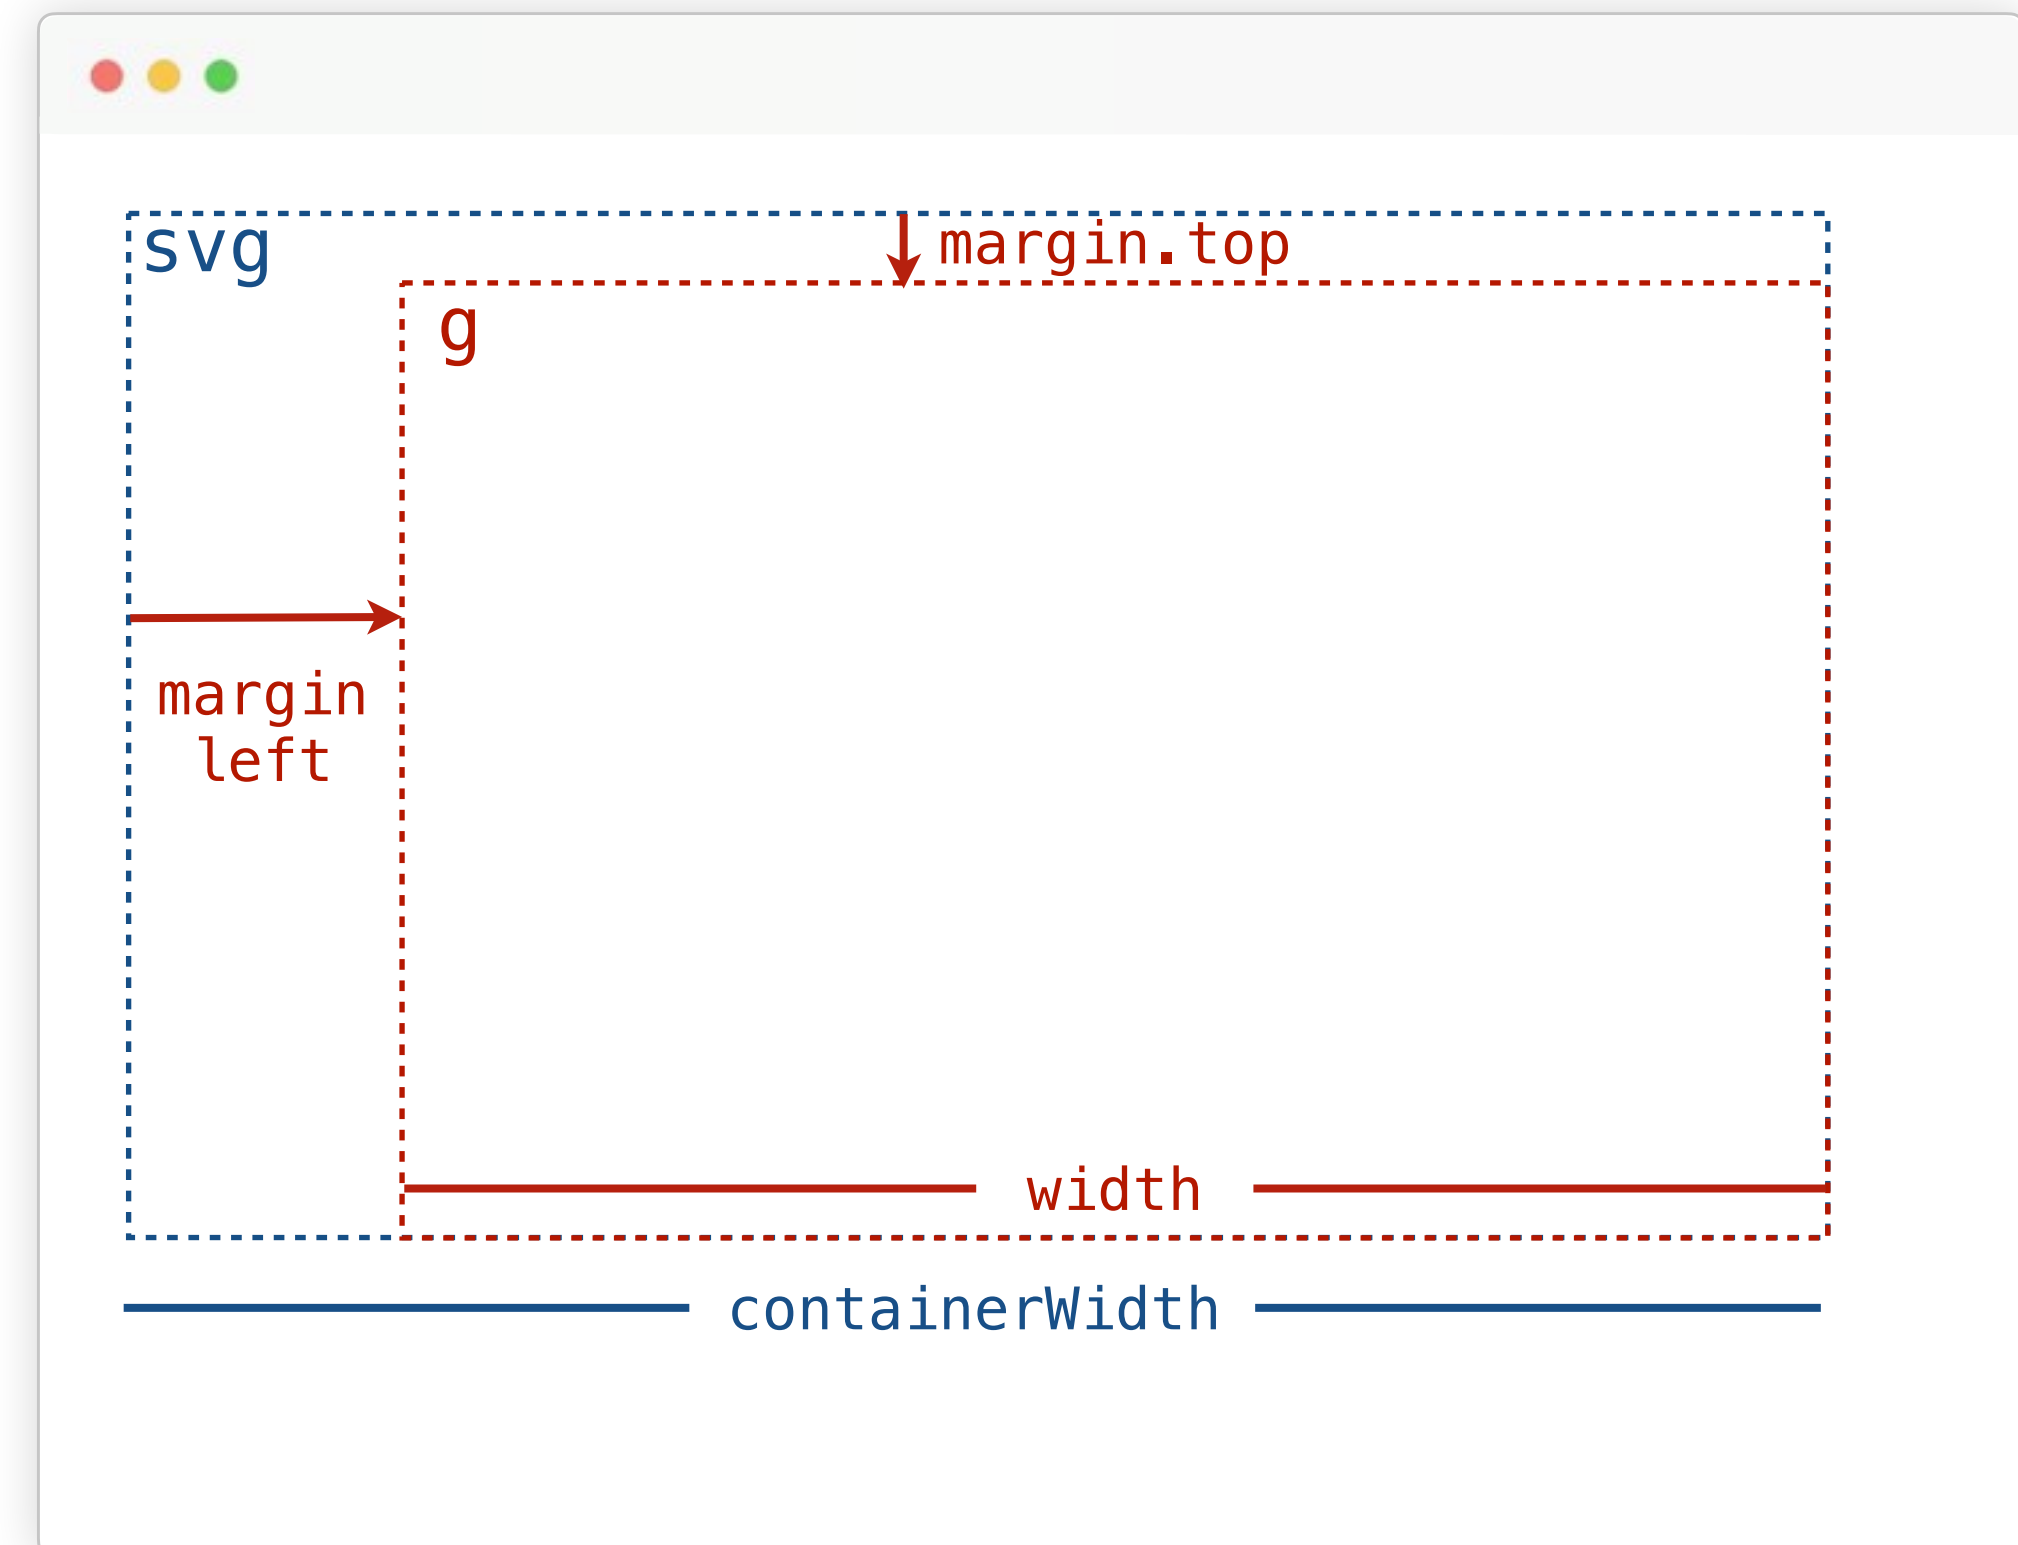 svg
margin.top
g
margin
left
width
containerWidth